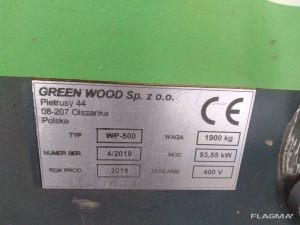 GREEN WOOD Sp. z o.o.
Pietrusy 44
08-207 Olszanka
Polska
CE
TYP WP-500 WAGA 1900 kg
NUMER SER. 4/2019 MOC 93,55 kW
ROK PROD 2019 ZASILANIE 400 V
FLAGMA